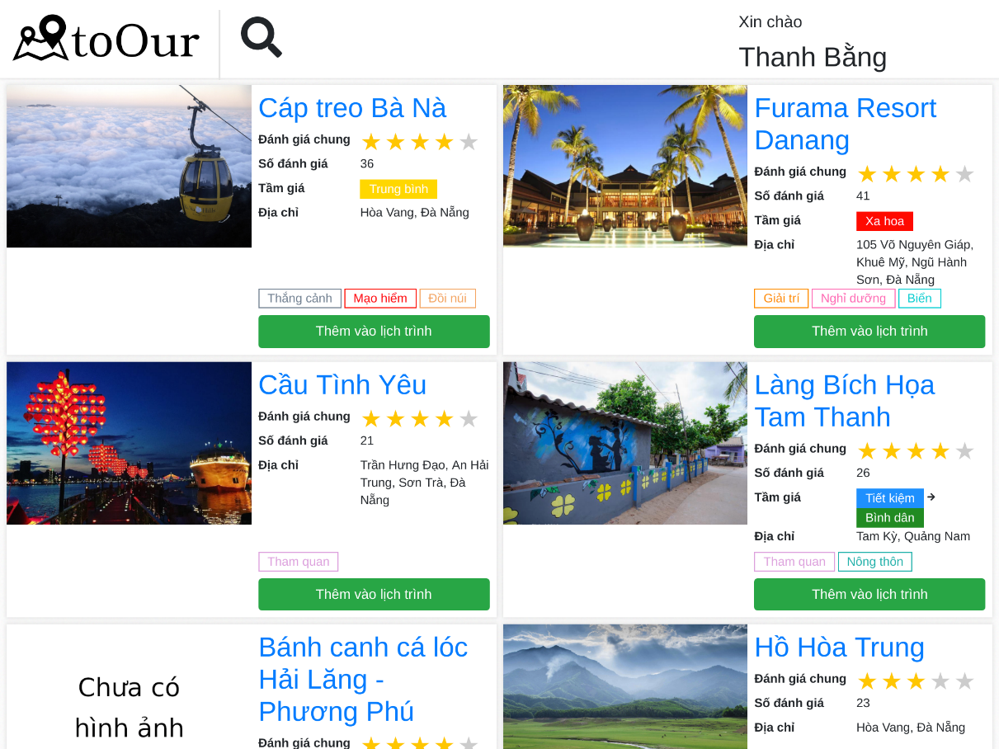 toOur
Xin chào
Thanh Bằng
Cáp treo Bà Nà
Đánh giá chung
Số đánh giá 36
Tầm giá Trung bình
Địa chỉ Hòa Vang, Đà Nẵng
Thắng cảnh Mạo hiểm Đồi núi
Thêm vào lịch trình
Furama Resort
Danang
Đánh giá chung
Số đánh giá 41
Tầm giá Xa hoa
Địa chỉ 105 Võ Nguyên Giáp,
Khuê Mỹ, Ngũ Hành
Sơn, Đà Nẵng
Giải trí Nghỉ dưỡng Biển
Thêm vào lịch trình
Cầu Tình Yêu
Đánh giá chung
Số đánh giá 21
Địa chỉ Trần Hưng Đạo, An Hải
Trung, Sơn Trà, Đà
Nẵng
Tham quan
Thêm vào lịch trình
Làng Bích Họa
Tam Thanh
Đánh giá chung
Số đánh giá 26
Tầm giá Tiết kiệm →
Bình dân
Địa chỉ Tam Kỳ, Quảng Nam
Tham quan Nông thôn
Thêm vào lịch trình
Chưa có
hình ảnh
Bánh canh cá lóc
Hải Lăng -
Phương Phú
Đánh giá chung
Hồ Hòa Trung
Đánh giá chung
Số đánh giá 23
Địa chỉ Hòa Vang, Đà Nẵng